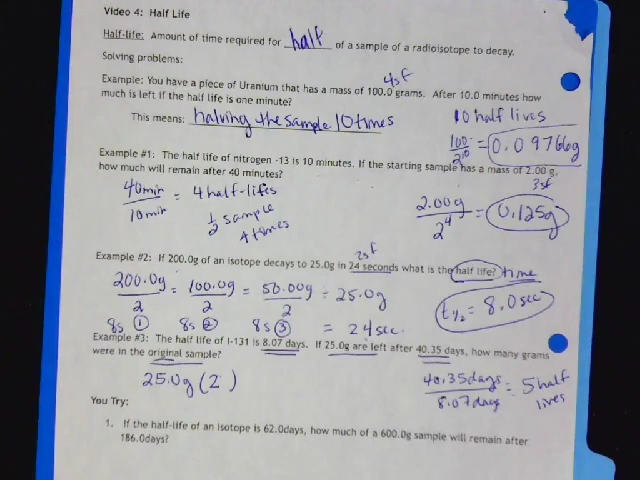 Video 4: Half Life
Half-life: Amount of time required for half of a sample of a radioisotope to decay.
Solving problems:
4sf
Example: You have a piece of Uranium that has a mass of 100.0 grams. After 10.0 minutes how
much is left if the half life is one minute?
10 half lives
This means: halving the sample 10 times
100/2^10 = 0.09766g
Example #1: The half life of nitrogen -13 is 10 minutes. If the starting sample has a mass of 2.00 g,
how much will remain after 40 minutes?
3sf
40min/10min = 4 half-lifes
1/2 sample
4 times
2.00g/2^4 = 0.125g
2sf
Example #2: If 200.0g of an isotope decays to 25.0g in 24 seconds what is the half life? time
200.0g/2 = 100.0g/2 = 50.00g/2 = 25.0g
t½ = 8.0sec
8s ① 8s ② 8s ③ = 24sec.
Example #3: The half life of I-131 is 8.07 days. If 25.0g are left after 40.35 days, how many grams
were in the original sample?
25.0g (2 )
40.35days/8.07days = 5 half lives
You Try:
1. If the half-life of an isotope is 62.0days, how much of a 600.0g sample will remain after
186.0days?